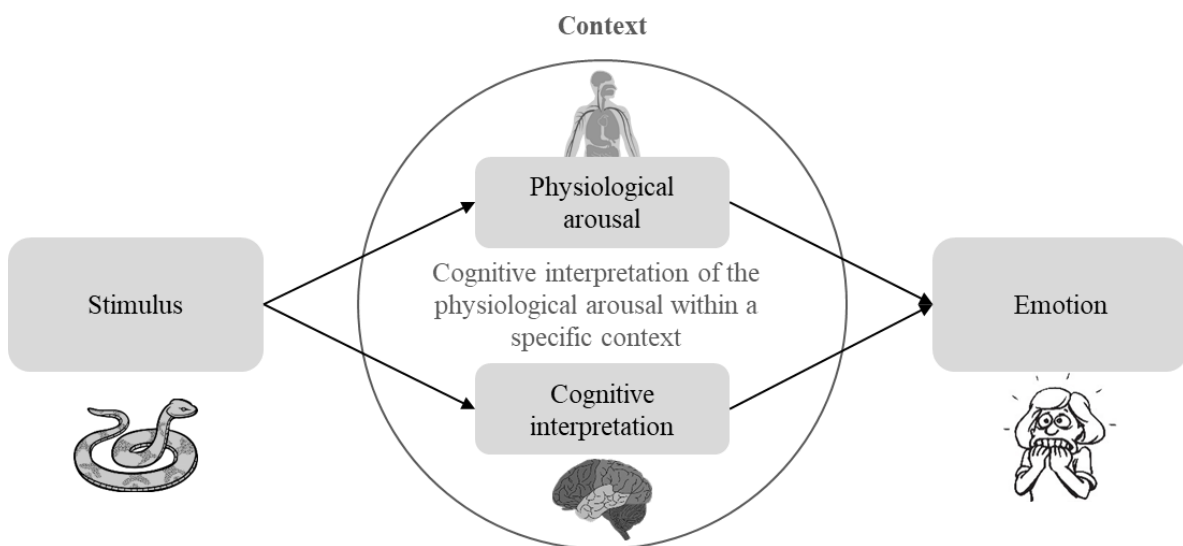 Context
Physiological
arousal
Cognitive interpretation of the
physiological arousal within a
specific context
Stimulus
Emotion
Cognitive
interpretation